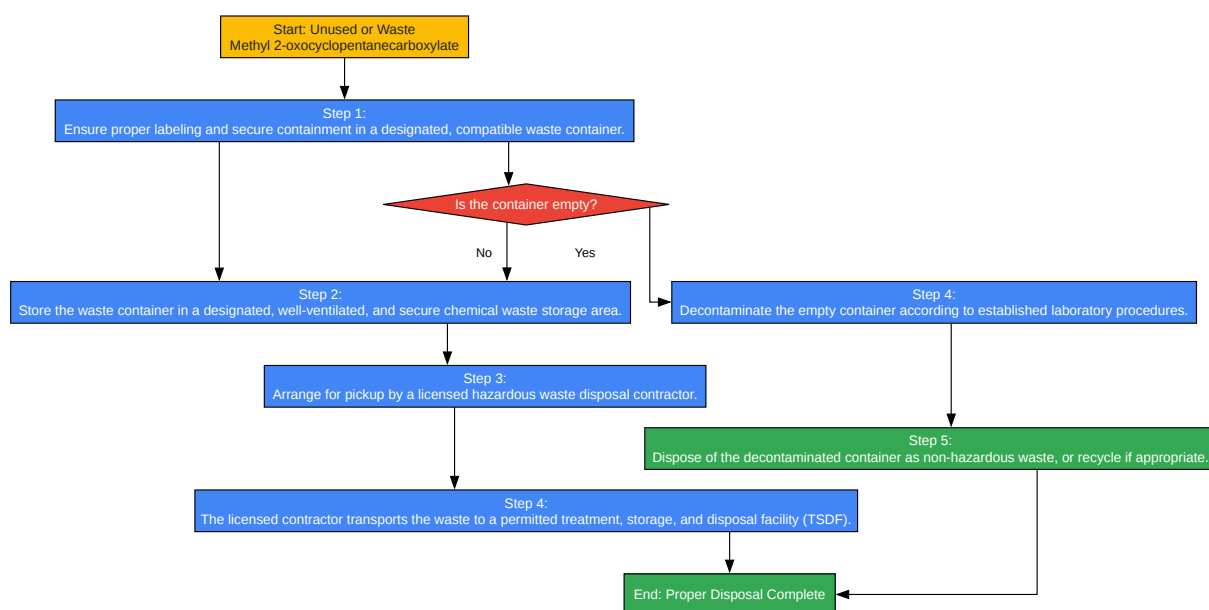 Start: Unused or Waste
Methyl 2-oxocyclopentanecarboxylate
Step 1:
Ensure proper labeling and secure containment in a designated, compatible waste container.
Is the container empty?
No
Yes
Step 2:
Store the waste container in a designated, well-ventilated, and secure chemical waste storage area.
Step 4:
Decontaminate the empty container according to established laboratory procedures.
Step 3:
Arrange for pickup by a licensed hazardous waste disposal contractor.
Step 5:
Dispose of the decontaminated container as non-hazardous waste, or recycle if appropriate.
Step 4:
The licensed contractor transports the waste to a permitted treatment, storage, and disposal facility (TSDF).
End: Proper Disposal Complete